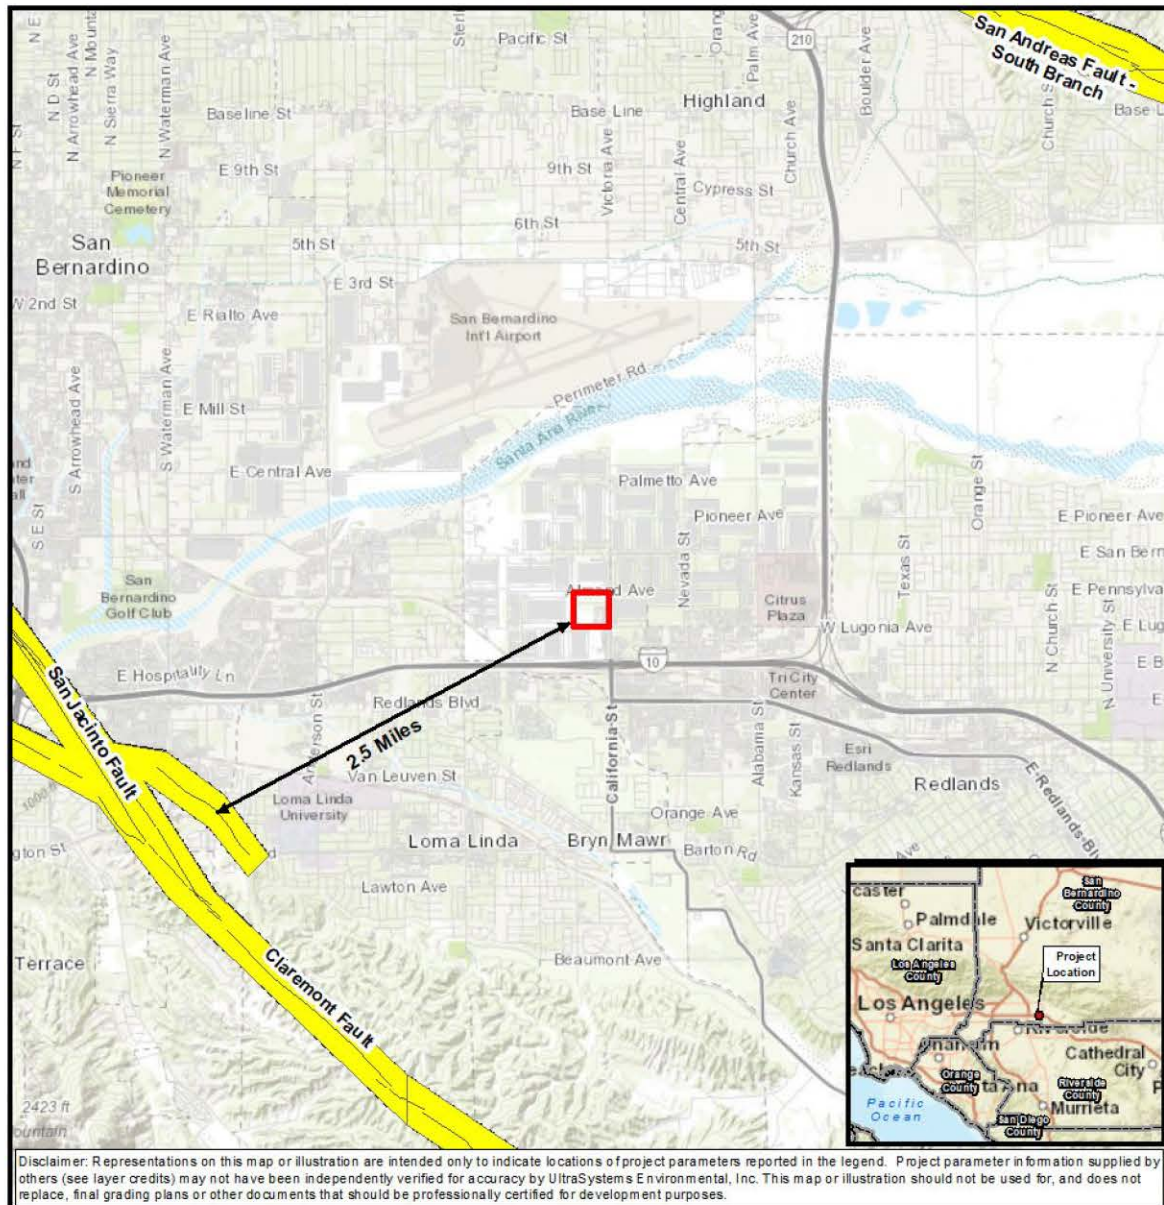 Pacific St
210
San Andreas Fault -
South Branch
N D St
N Arrowhead Ave
N Sierra Way
N Waterman Ave
Palm Ave
Boulder Ave
Highland
Baseline St
Base Line
Church Ave
Victoria Ave
Central Ave
E 9th St
9th St
Cypress St
Pioneer
Memorial
Cemetery
6th St
5th St
5th St
San
Bernardino
E 3rd St
W 2nd St
E Rialto Ave
San Bernardino
Int'l Airport
S Arrowhead Ave
S Waterman Ave
Perimeter Rd
E Mill St
Santa Ana River
E Central Ave
Palmetto Ave
Orange St
S E St
Pioneer Ave
E Pioneer Ave
Nevada St
Texas St
San
Bernardino
Golf Club
Almond Ave
Citrus
Plaza
W Lugonia Ave
N Church St
N University St
E Hospitality Ln
10
Tri City
Center
San Jacinto Fault
Redlands Blvd
2.5 Miles
California St
Alabama St
Kansas St
Esri
Redlands
Redlands
Van Leuven St
Loma Linda
University
Orange Ave
Loma Linda
Bryn Mawr
Barton Rd
Lawton Ave
Claremont Fault
Terrace
Beaumont Ave
2423 ft
San
Bernardino
County
Palmdale
Victorville
Santa Clarita
Los Angeles
County
Project
Location
Los Angeles
Cathedral
City
Orange
County
Riverside
County
Pacific
Ocean
Murrieta
San Diego
County
Disclaimer: Representations on this map or illustration are intended only to indicate locations of project parameters reported in the legend. Project parameter information supplied by
others (see layer credits) may not have been independently verified for accuracy by UltraSystems Environmental, Inc. This map or illustration should not be used for, and does not
replace, final grading plans or other documents that should be professionally certified for development purposes.